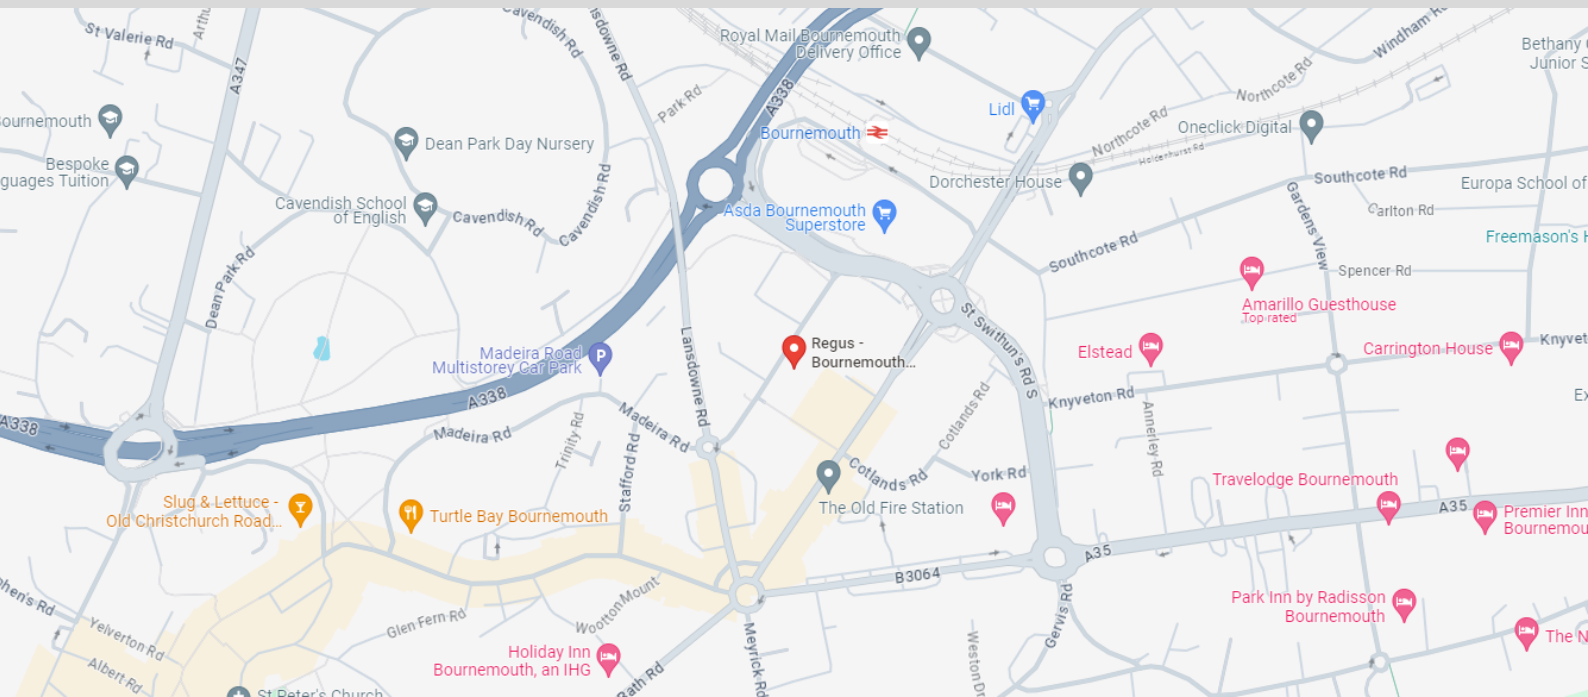 St Valerie Rd
A347
Cavendish Rd
Royal Mail Bournemouth
Delivery Office
Windham Rd
Park Rd
A338
Lidl
Bournemouth
Northcote Rd
Northcote Rd
Holdenhurst Rd
Oneclick Digital
Dean Park Day Nursery
Bespoke
Tuition
Dorchester House
Southcote Rd
Europa School of
Cavendish School
of English
Cavendish Rd
Cavendish Rd
Asda Bournemouth
Superstore
Gardens View
Carlton Rd
Freemason's
Southcote Rd
Spencer Rd
Dean Park Rd
Amarillo Guesthouse
Top rated
St Swithun's Rd S
Madeira Road
Multistorey Car Park
Lansdowne Rd
Regus -
Bournemouth...
Elstead
Carrington House
A338
Knyveton Rd
A338
Madeira Rd
Madeira Rd
Trinity Rd
Stafford Rd
Cotlands Rd
Cotlands Rd
York Rd
Annerley Rd
Travelodge Bournemouth
The Old Fire Station
A35
Premier Inn
Slug & Lettuce -
Old Christchurch Road...
Turtle Bay Bournemouth
A35
B3064
Park Inn by Radisson
Bournemouth
Glen Fern Rd
Wootton Mount
Gervis Rd
Yelverton Rd
Albert Rd
Holiday Inn
Bournemouth, an IHG
Meyrick Rd
Bath Rd
Weston Dr
The N
St Peter's Church